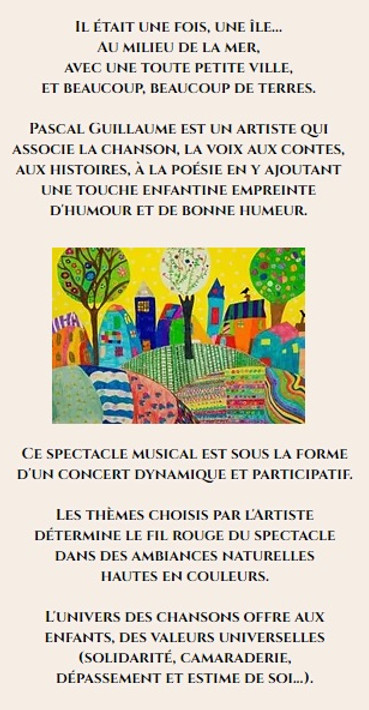 Il était une fois, une île...
Au milieu de la mer,
avec une toute petite ville,
et beaucoup, beaucoup de terres.
Pascal Guillaume est un artiste qui
associe la chanson, la voix aux contes,
aux histoires, à la poésie en y ajoutant
une touche enfantine empreinte
d'humour et de bonne humeur.
Ce spectacle musical est sous la forme
d'un concert dynamique et participatif.
Les thèmes choisis par l'Artiste
détermine le fil rouge du spectacle
dans des ambiances naturelles
hautes en couleurs.
L'univers des chansons offre aux
enfants, des valeurs universelles
(solidarité, camaraderie,
dépassement et estime de soi...).